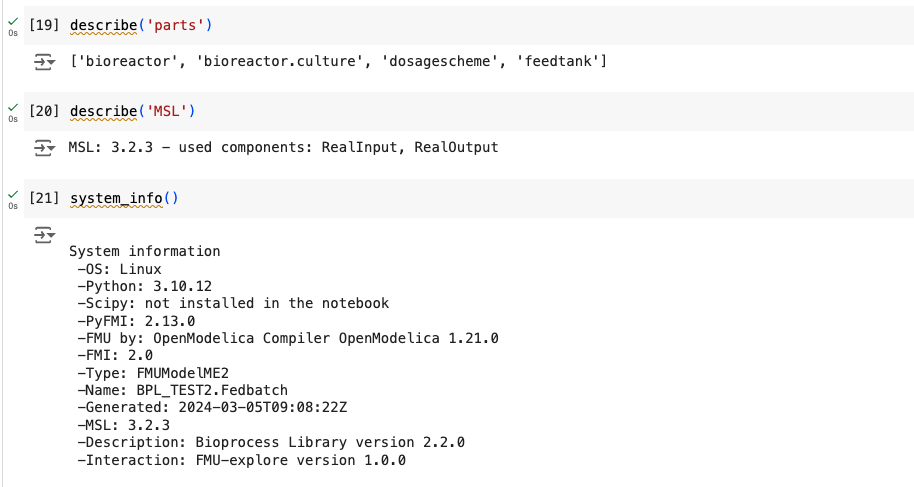 [19] describe('parts')
0s
['bioreactor', 'bioreactor.culture', 'dosagescheme', 'feedtank']
[20] describe('MSL')
0s
MSL: 3.2.3 - used components: RealInput, RealOutput
[21] system_info()
0s
System information
-OS: Linux
-Python: 3.10.12
-Scipy: not installed in the notebook
-PyFMI: 2.13.0
-FMU by: OpenModelica Compiler OpenModelica 1.21.0
-FMI: 2.0
-Type: FMUModelME2
-Name: BPL_TEST2.Fedbatch
-Generated: 2024-03-05T09:08:22Z
-MSL: 3.2.3
-Description: Bioprocess Library version 2.2.0
-Interaction: FMU-explore version 1.0.0